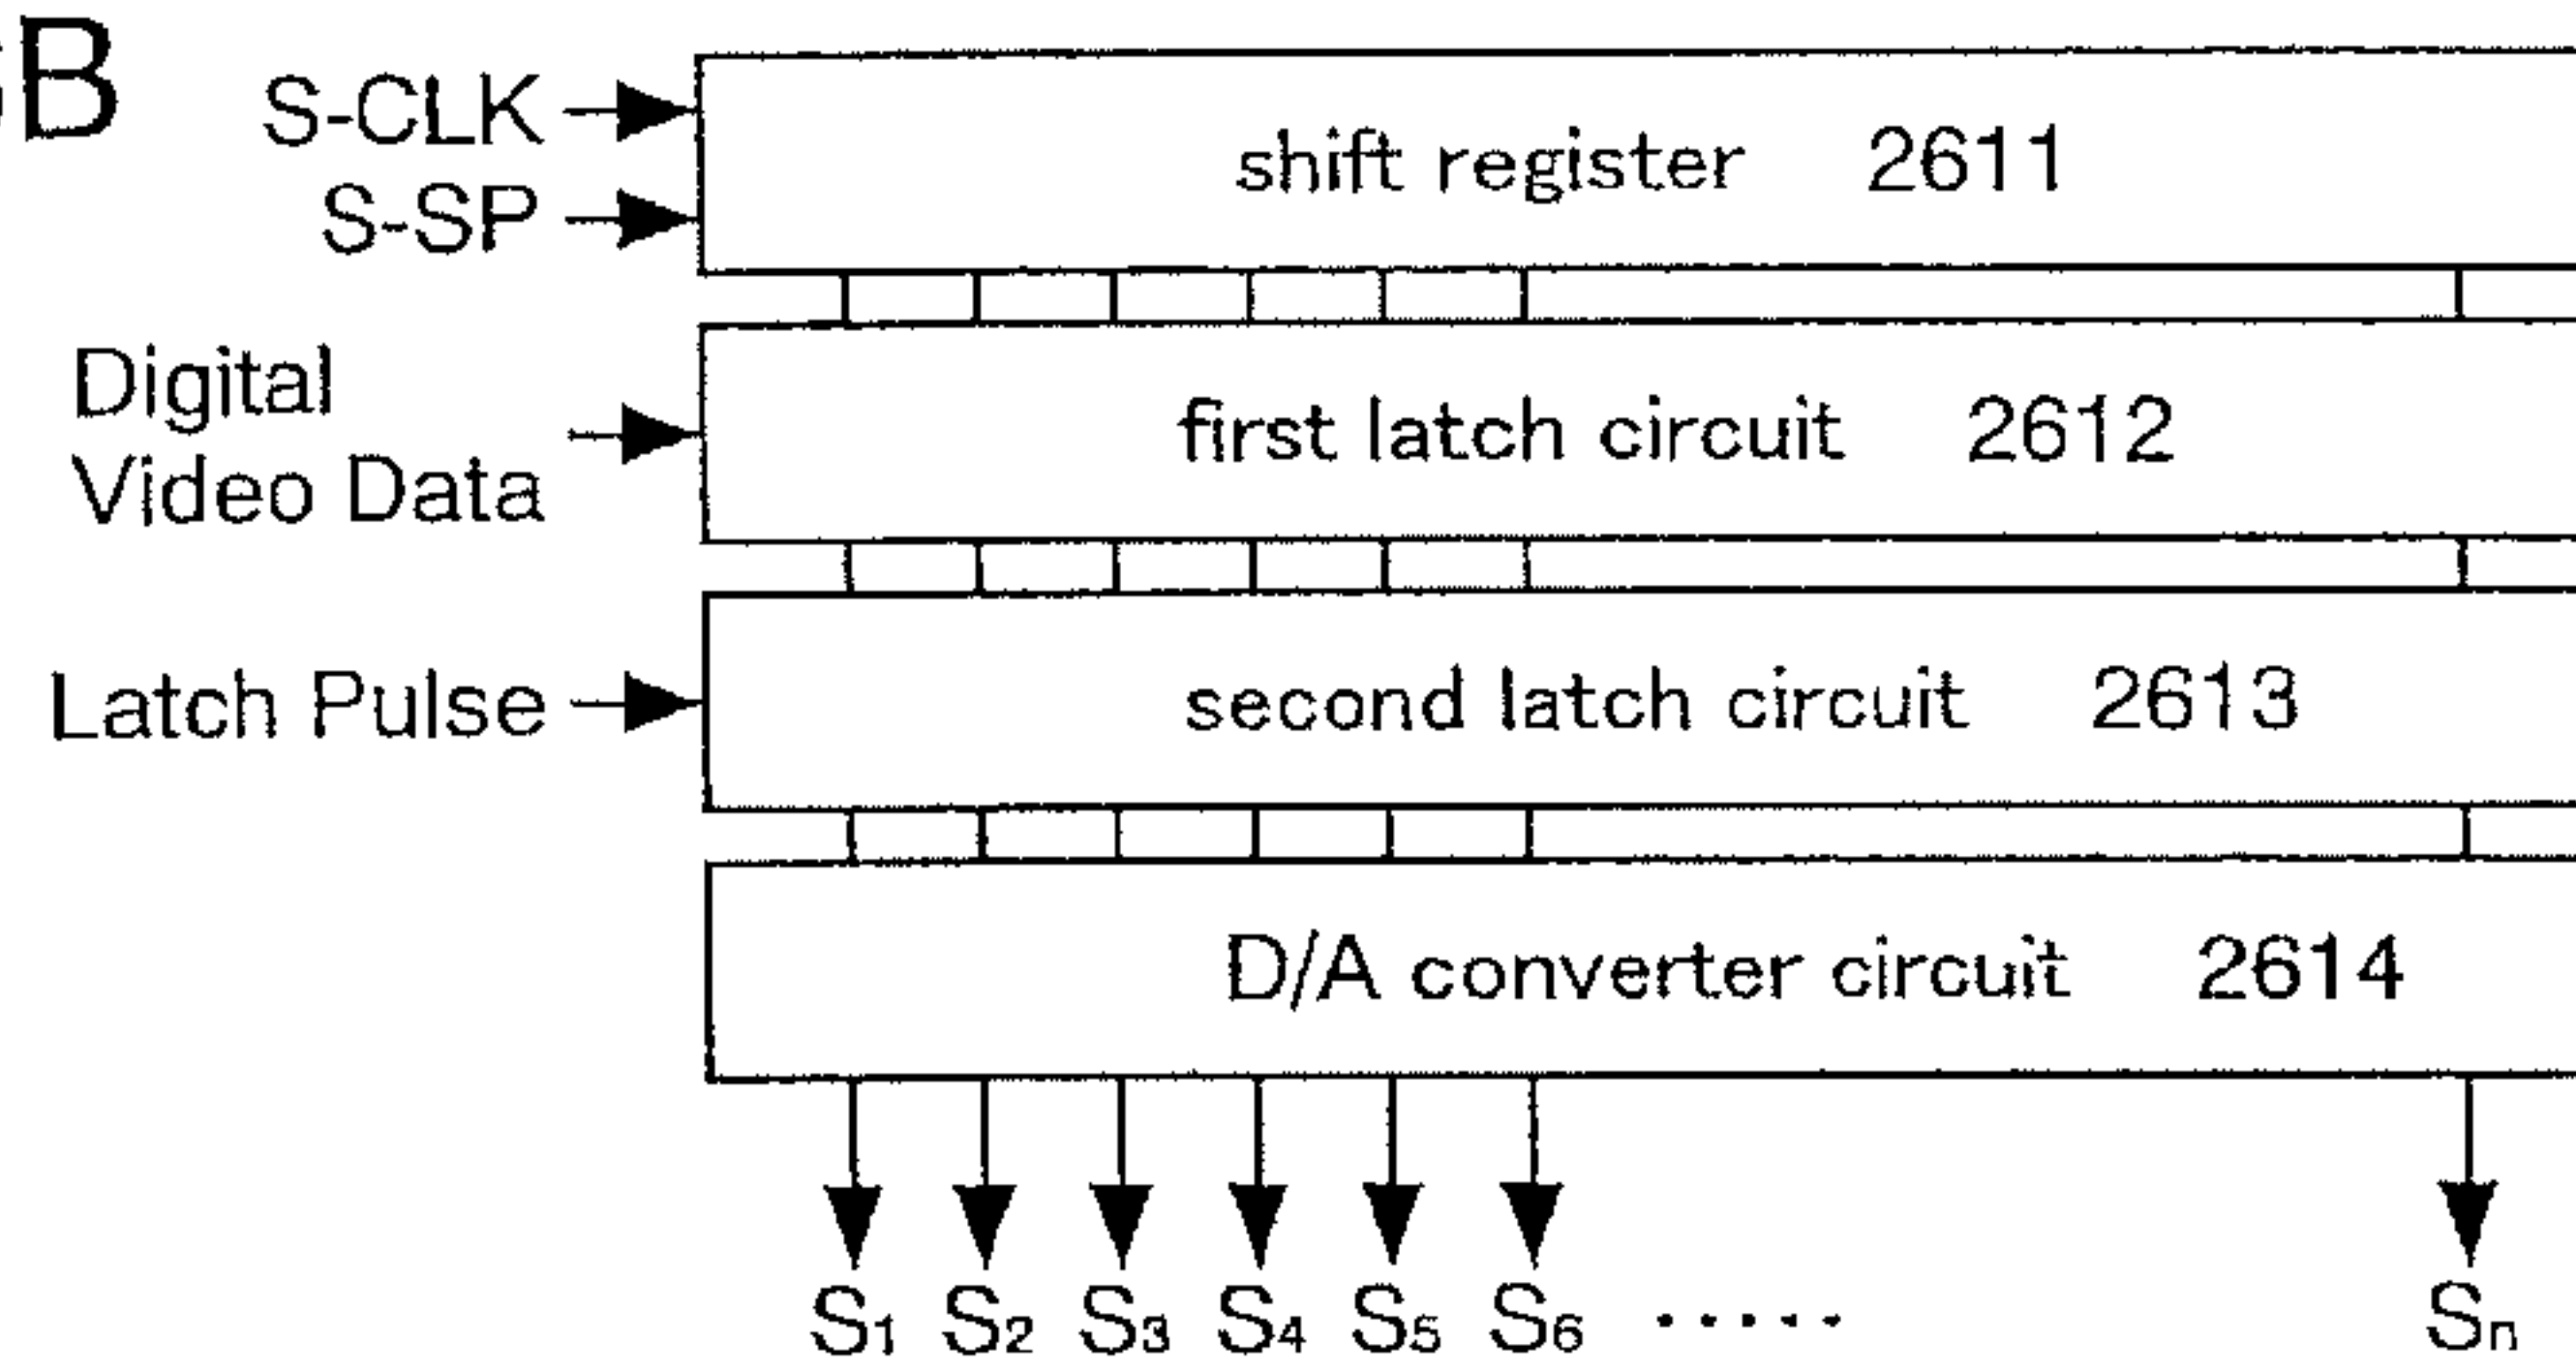 B
S-CLK
S-SP
shift register 2611
Digital
Video Data
first latch circuit 2612
Latch Pulse
second latch circuit 2613
D/A converter circuit 2614
S1 S2 S3 S4 S5 S6 ····· Sn